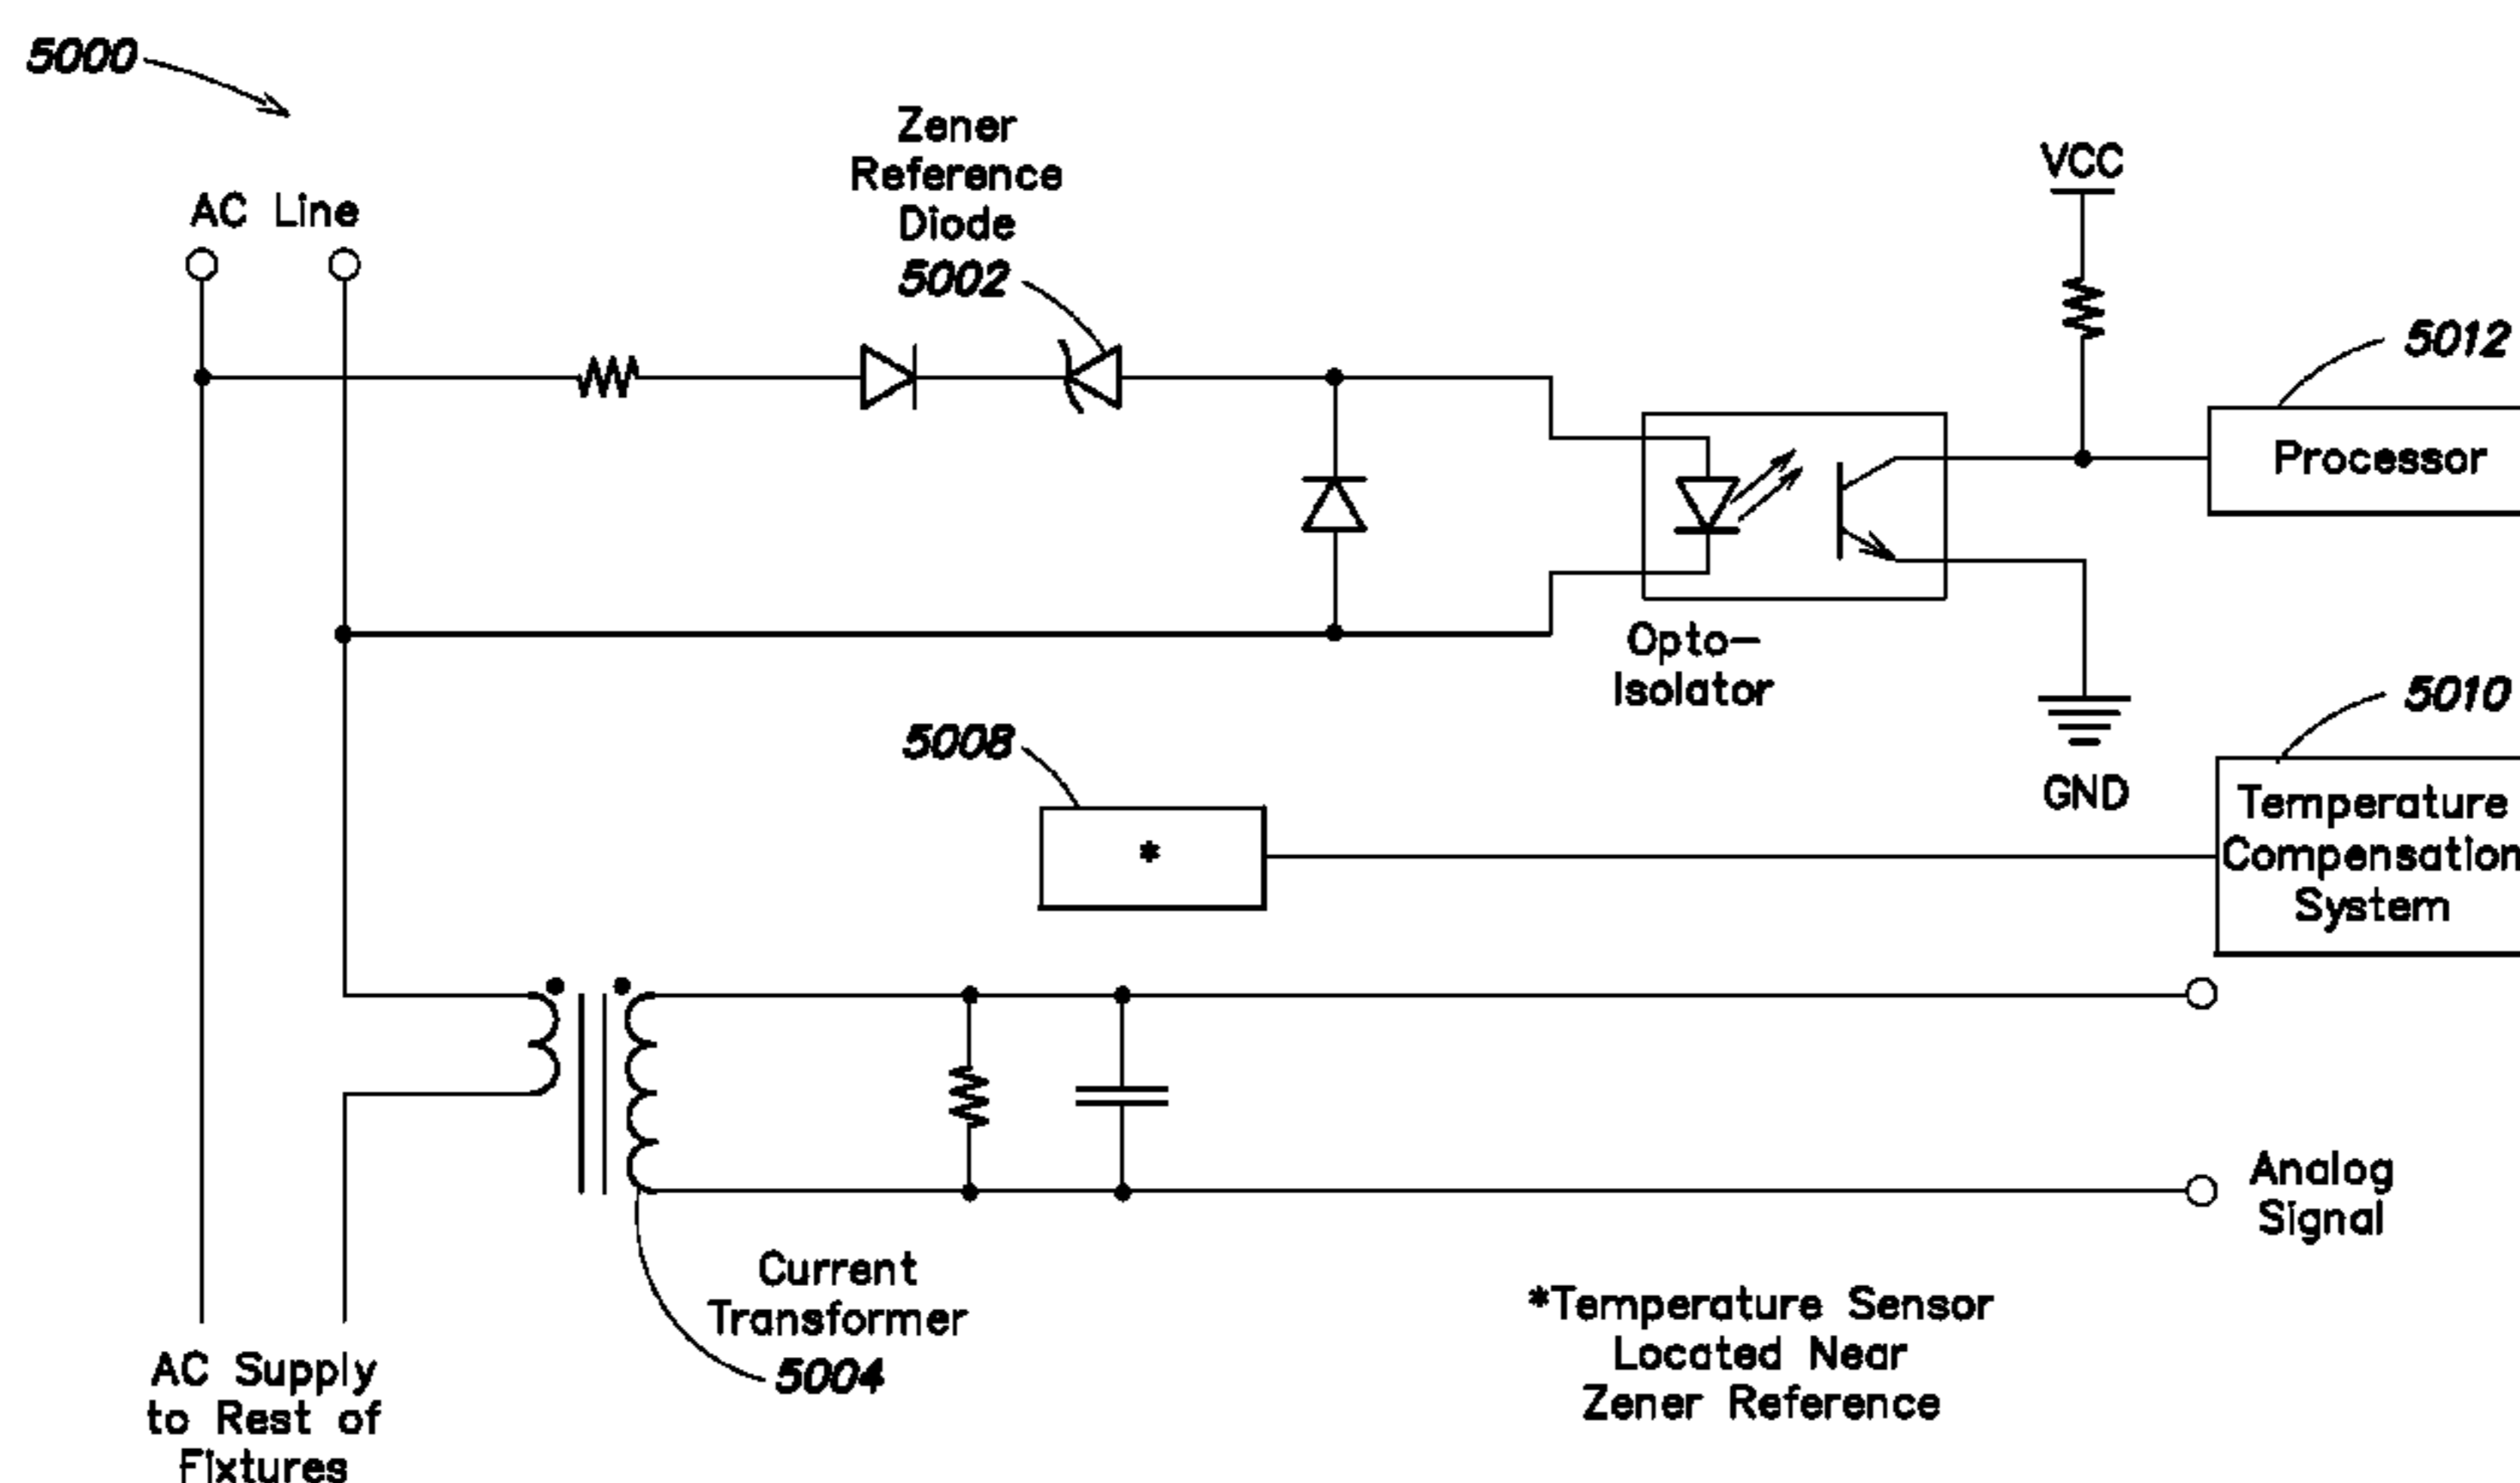 5000
AC Line
Zener
Reference
Diode
5002
VCC
5012
Processor
Opto-
Isolator
5008
*
GND
5010
Temperature
Compensation
System
Analog
Signal
Current
Transformer
5004
*Temperature Sensor
Located Near
Zener Reference
AC Supply
to Rest of
Fixtures